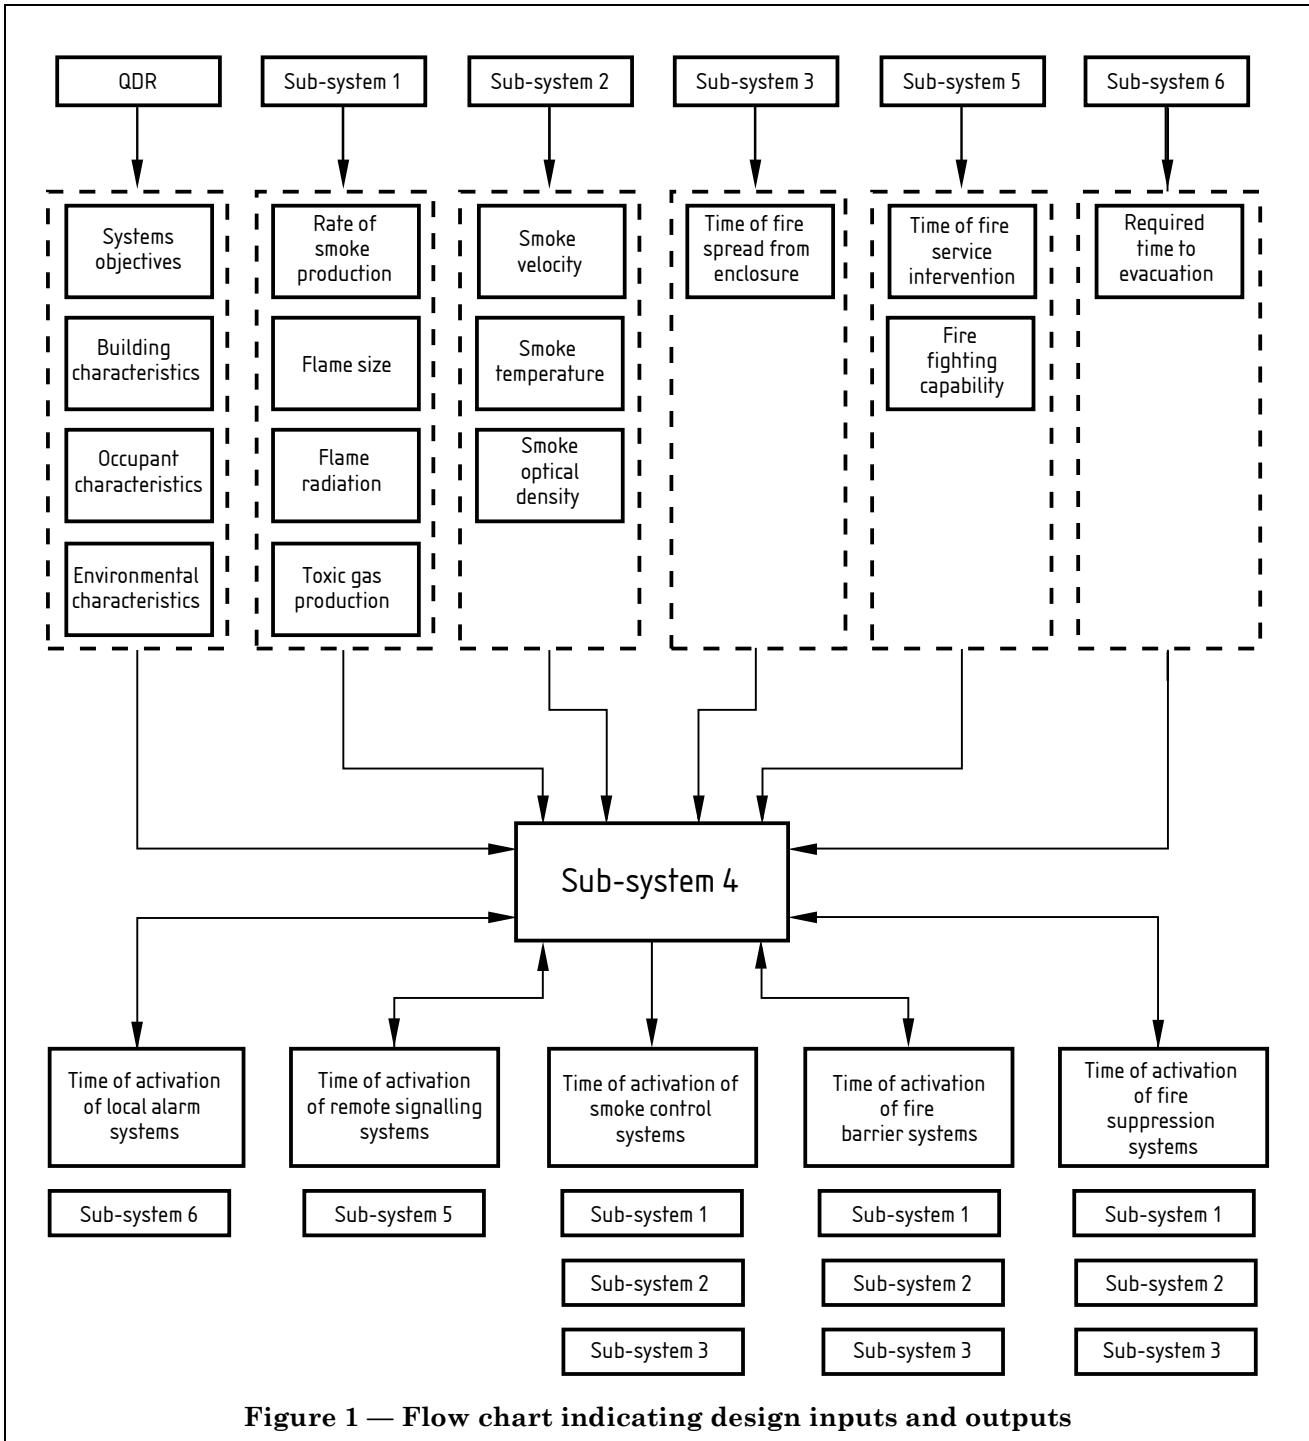 QDR
Sub-system 1
Sub-system 2
Sub-system 3
Sub-system 5
Sub-system 6
Systems
objectives
Building
characteristics
Occupant
characteristics
Environmental
characteristics
Rate of
smoke
production
Flame size
Flame
radiation
Toxic gas
production
Smoke
velocity
Smoke
temperature
Smoke
optical
density
Time of fire
spread from
enclosure
Time of fire
service
intervention
Fire
fighting
capability
Required
time to
evacuation
Sub-system 4
Time of activation
of local alarm
systems
Sub-system 6
Time of activation
of remote signalling
systems
Sub-system 5
Time of activation of
smoke control
systems
Sub-system 1
Sub-system 2
Sub-system 3
Time of activation
of fire
barrier systems
Sub-system 1
Sub-system 2
Sub-system 3
Time of activation
of fire
suppression
systems
Sub-system 1
Sub-system 2
Sub-system 3
Figure 1 — Flow chart indicating design inputs and outputs